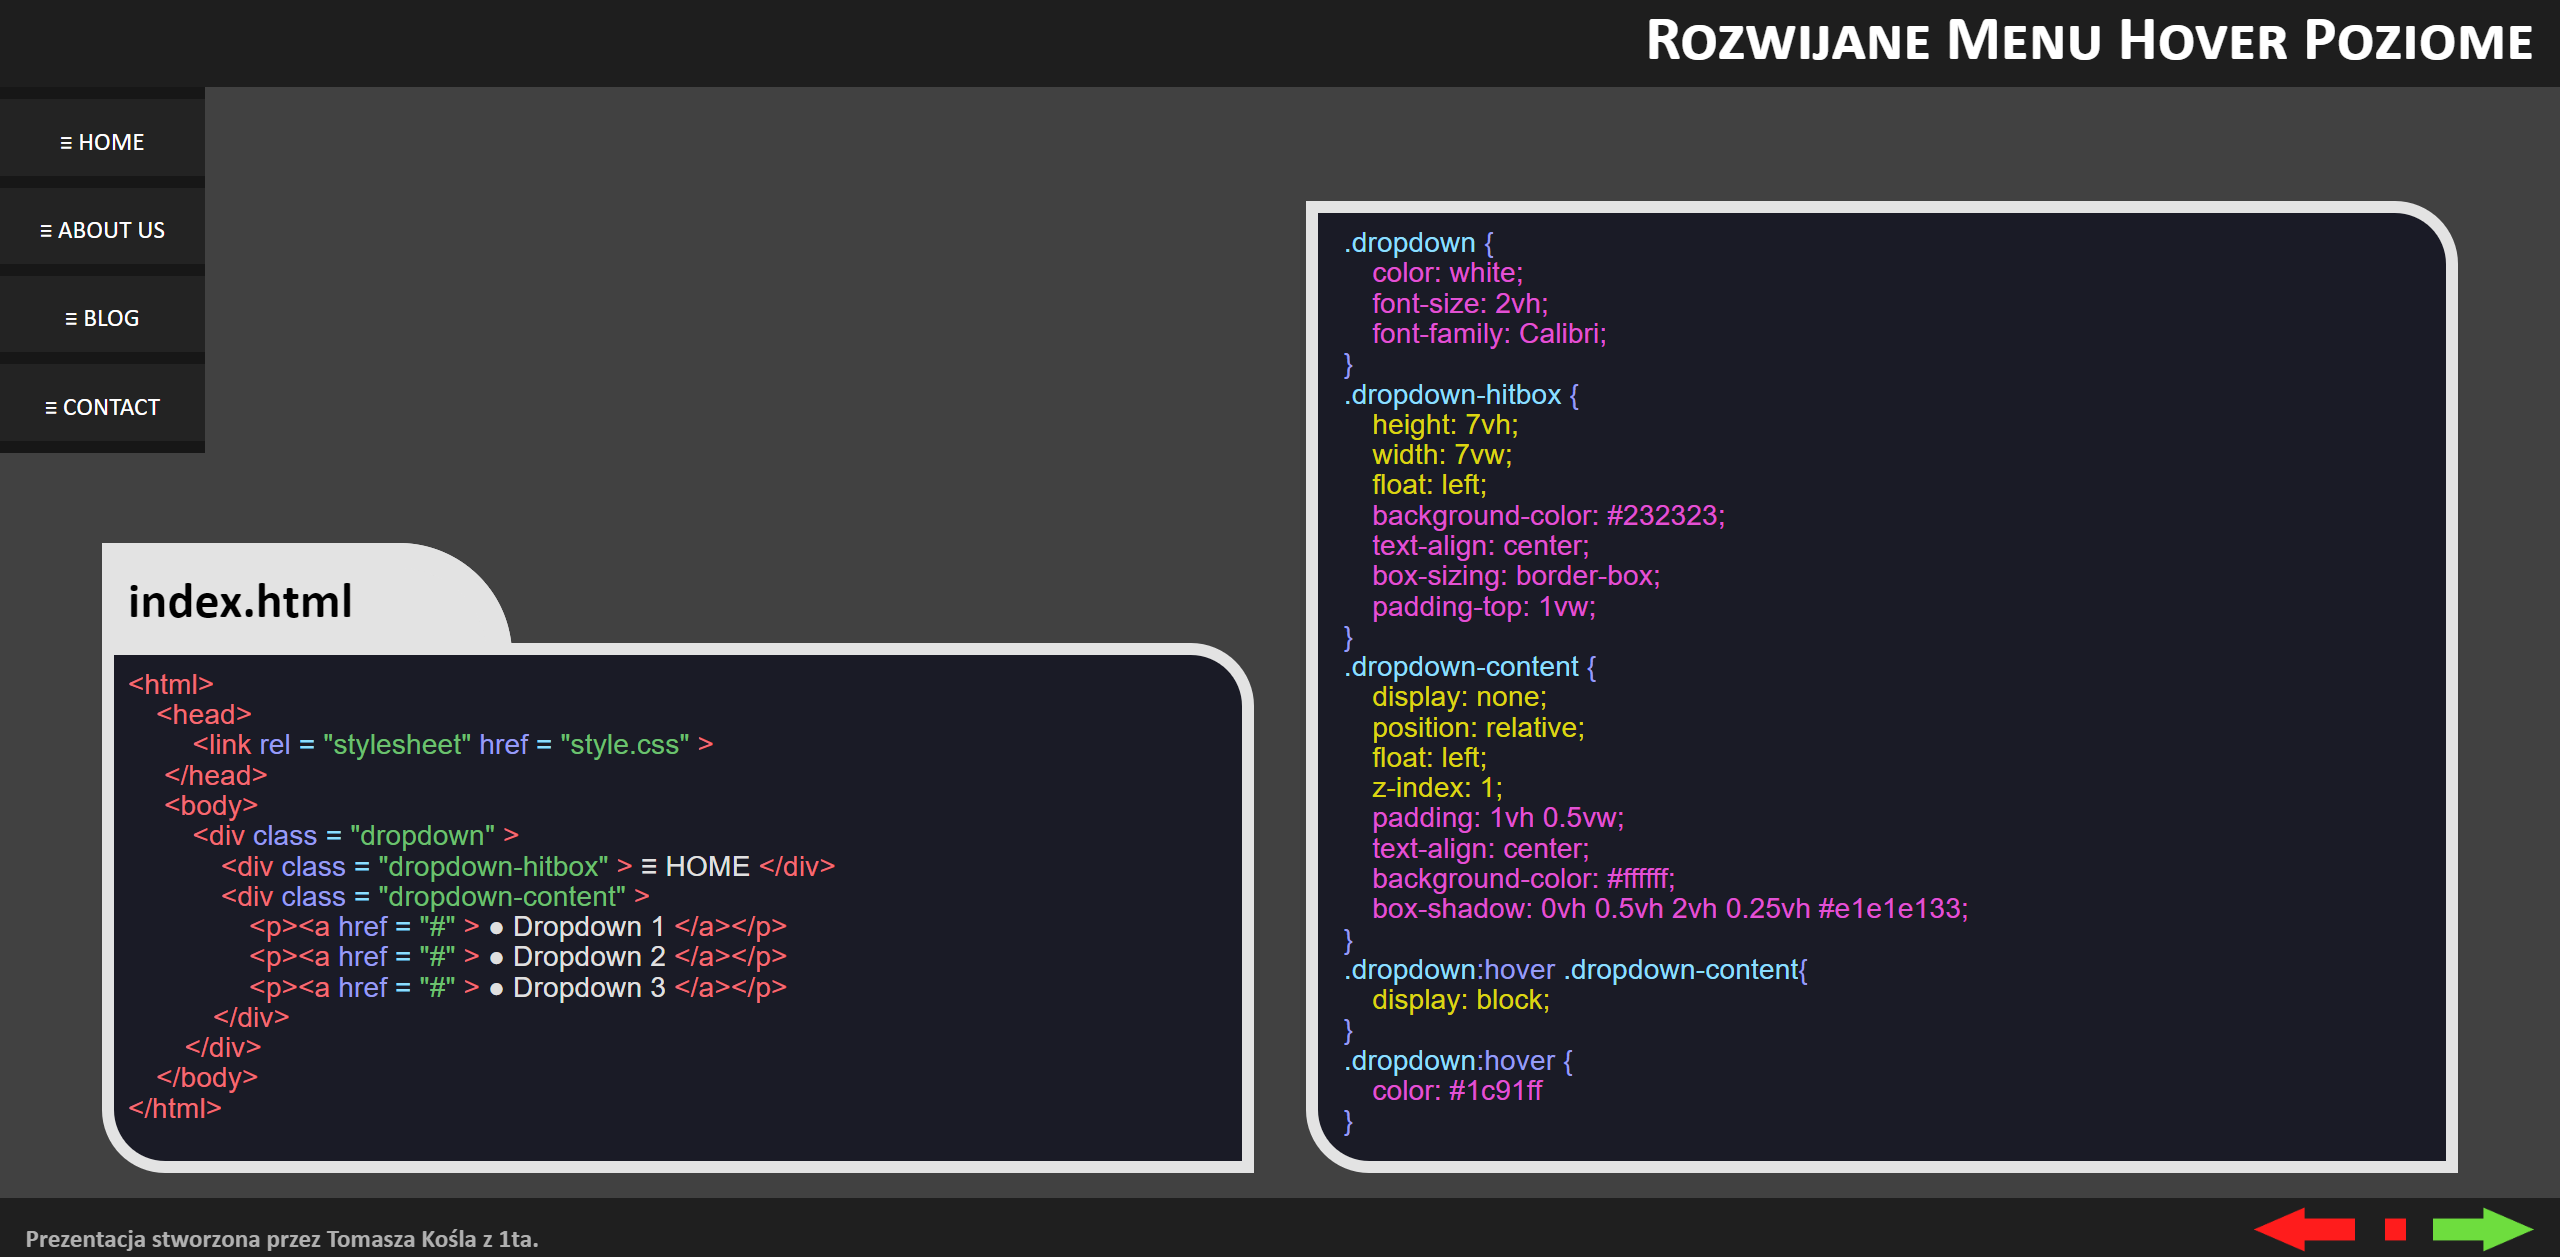 Rozwijane Menu Hover Poziome
≡ HOME
≡ ABOUT US
≡ BLOG
≡ CONTACT
index.html
<html>
<head>
<link rel = "stylesheet" href = "style.css" >
</head>
<body>
<div class = "dropdown" >
<div class = "dropdown-hitbox" > ≡ HOME </div>
<div class = "dropdown-content" >
<p><a href = "#" > ● Dropdown 1 </a></p>
<p><a href = "#" > ● Dropdown 2 </a></p>
<p><a href = "#" > ● Dropdown 3 </a></p>
</div>
</div>
</body>
</html>
.dropdown {
color: white;
font-size: 2vh;
font-family: Calibri;
}
.dropdown-hitbox {
height: 7vh;
width: 7vw;
float: left;
background-color: #232323;
text-align: center;
box-sizing: border-box;
padding-top: 1vw;
}
.dropdown-content {
display: none;
position: relative;
float: left;
z-index: 1;
padding: 1vh 0.5vw;
text-align: center;
background-color: #ffffff;
box-shadow: 0vh 0.5vh 2vh 0.25vh #e1e1e133;
}
.dropdown:hover .dropdown-content{
display: block;
}
.dropdown:hover {
color: #1c91ff
}
Prezentacja stworzona przez Tomasza Kośla z 1ta.